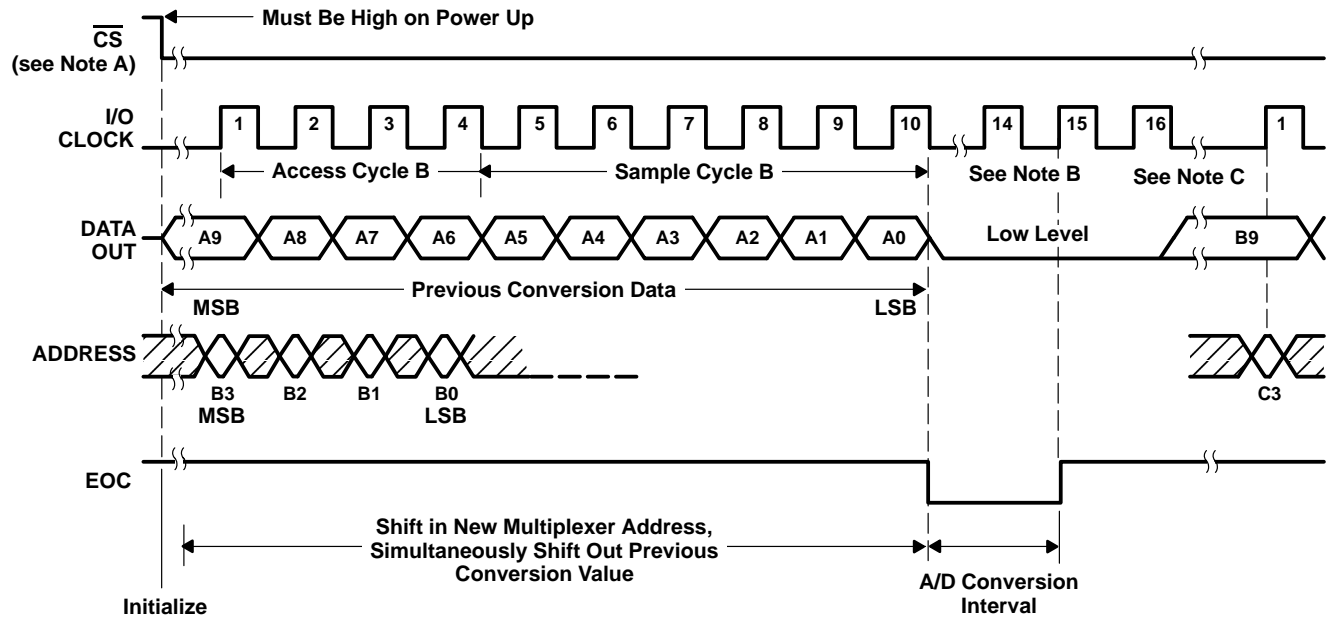 Must Be High on Power Up
CS
(see Note A)
I/O
CLOCK
1 2 3 4 5 6 7 8 9 10 14 15 16 1
Access Cycle B
Sample Cycle B
See Note B
See Note C
DATA
OUT
A9 A8 A7 A6 A5 A4 A3 A2 A1 A0
Low Level
B9
Previous Conversion Data
MSB
LSB
ADDRESS
B3 B2 B1 B0
MSB LSB
C3
EOC
Shift in New Multiplexer Address,
Simultaneously Shift Out Previous
Conversion Value
A/D Conversion
Interval
Initialize